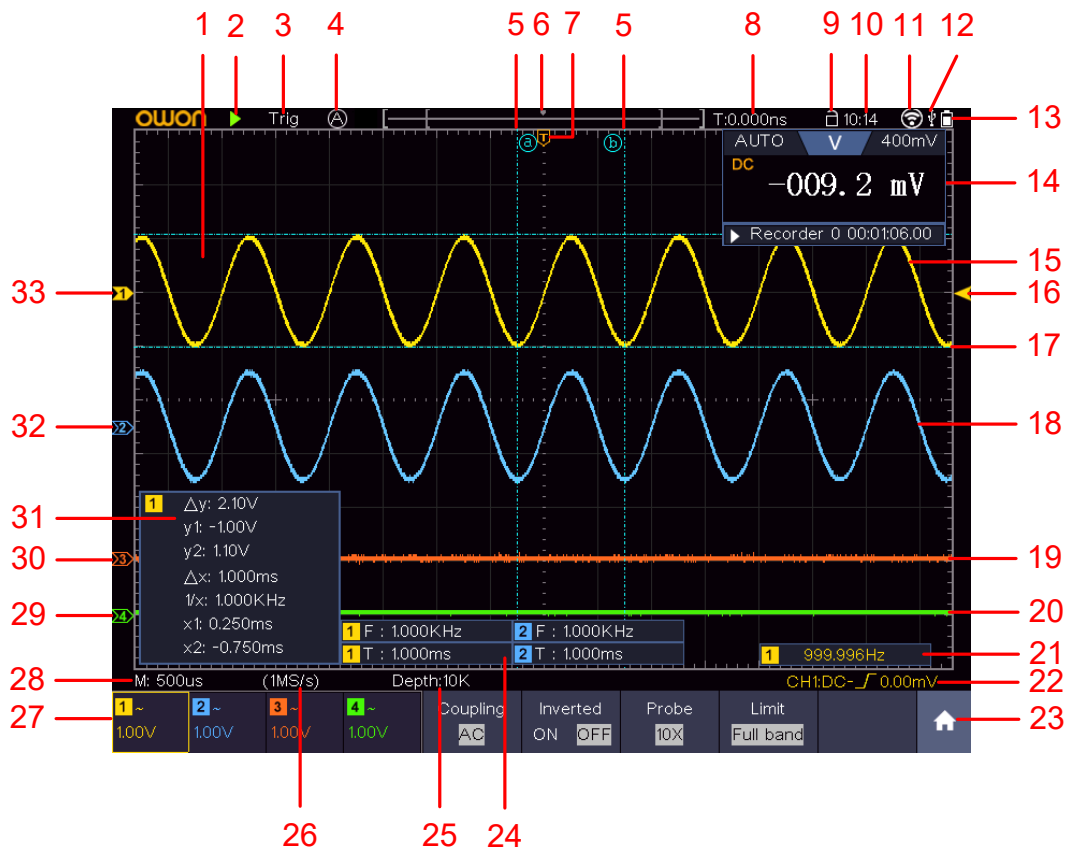 1 2 3 4 5 6 7 5 8 9 10 11 12
OWON Trig A T:0.000ns 10:14 13
a T b AUTO V 400mV
DC
-009.2 mV 14
Recorder 0 00:01:06.00
15
33 1 16
17
32 2 18
1 △y: 2.10V
31 y1: -1.00V
y2: 1.10V
30 3 19
△x: 1.000ms
1/x: 1.000KHz
29 4 x1: 0.250ms 20
x2: -0.750ms
1 F : 1.000KHz 2 F : 1.000KHz
1 T : 1.000ms 2 T : 1.000ms 1 999.996Hz 21
28 M: 500us (1MS/s) Depth:10K CH1:DC- 0.00mV 22
27 1 ~ 2 ~ 3 ~ 4 ~ Coupling Inverted Probe Limit 23
1.00V 1.00V 1.00V 1.00V AC ON OFF 10X Full band
26 25 24